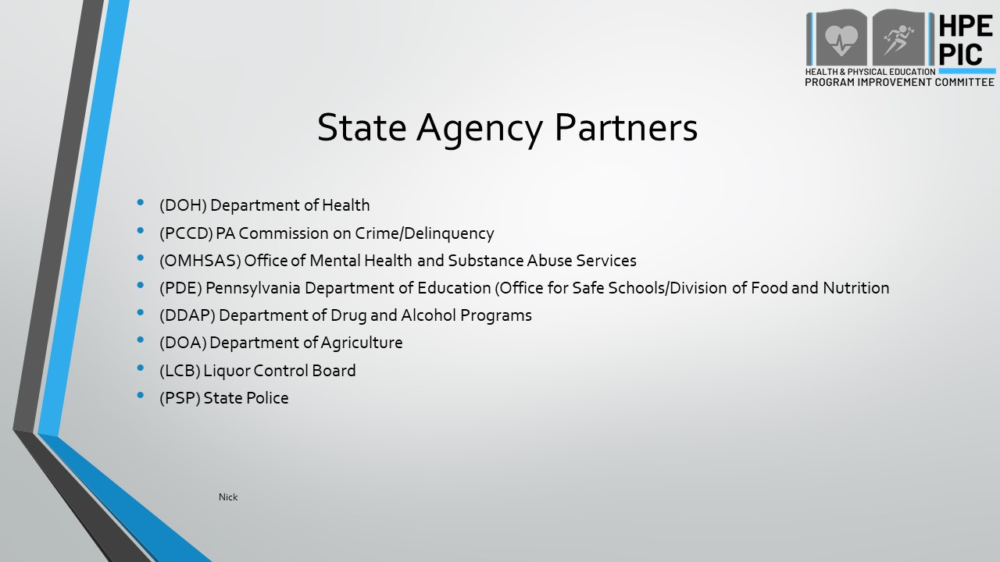 HPE
PIC
HEALTH & PHYSICAL EDUCATION
PROGRAM IMPROVEMENT COMMITTEE
State Agency Partners
• (DOH) Department of Health
• (PCCD) PA Commission on Crime/Delinquency
• (OMHSAS) Office of Mental Health and Substance Abuse Services
• (PDE) Pennsylvania Department of Education (Office for Safe Schools/Division of Food and Nutrition
• (DDAP) Department of Drug and Alcohol Programs
• (DOA) Department of Agriculture
• (LCB) Liquor Control Board
• (PSP) State Police
Nick